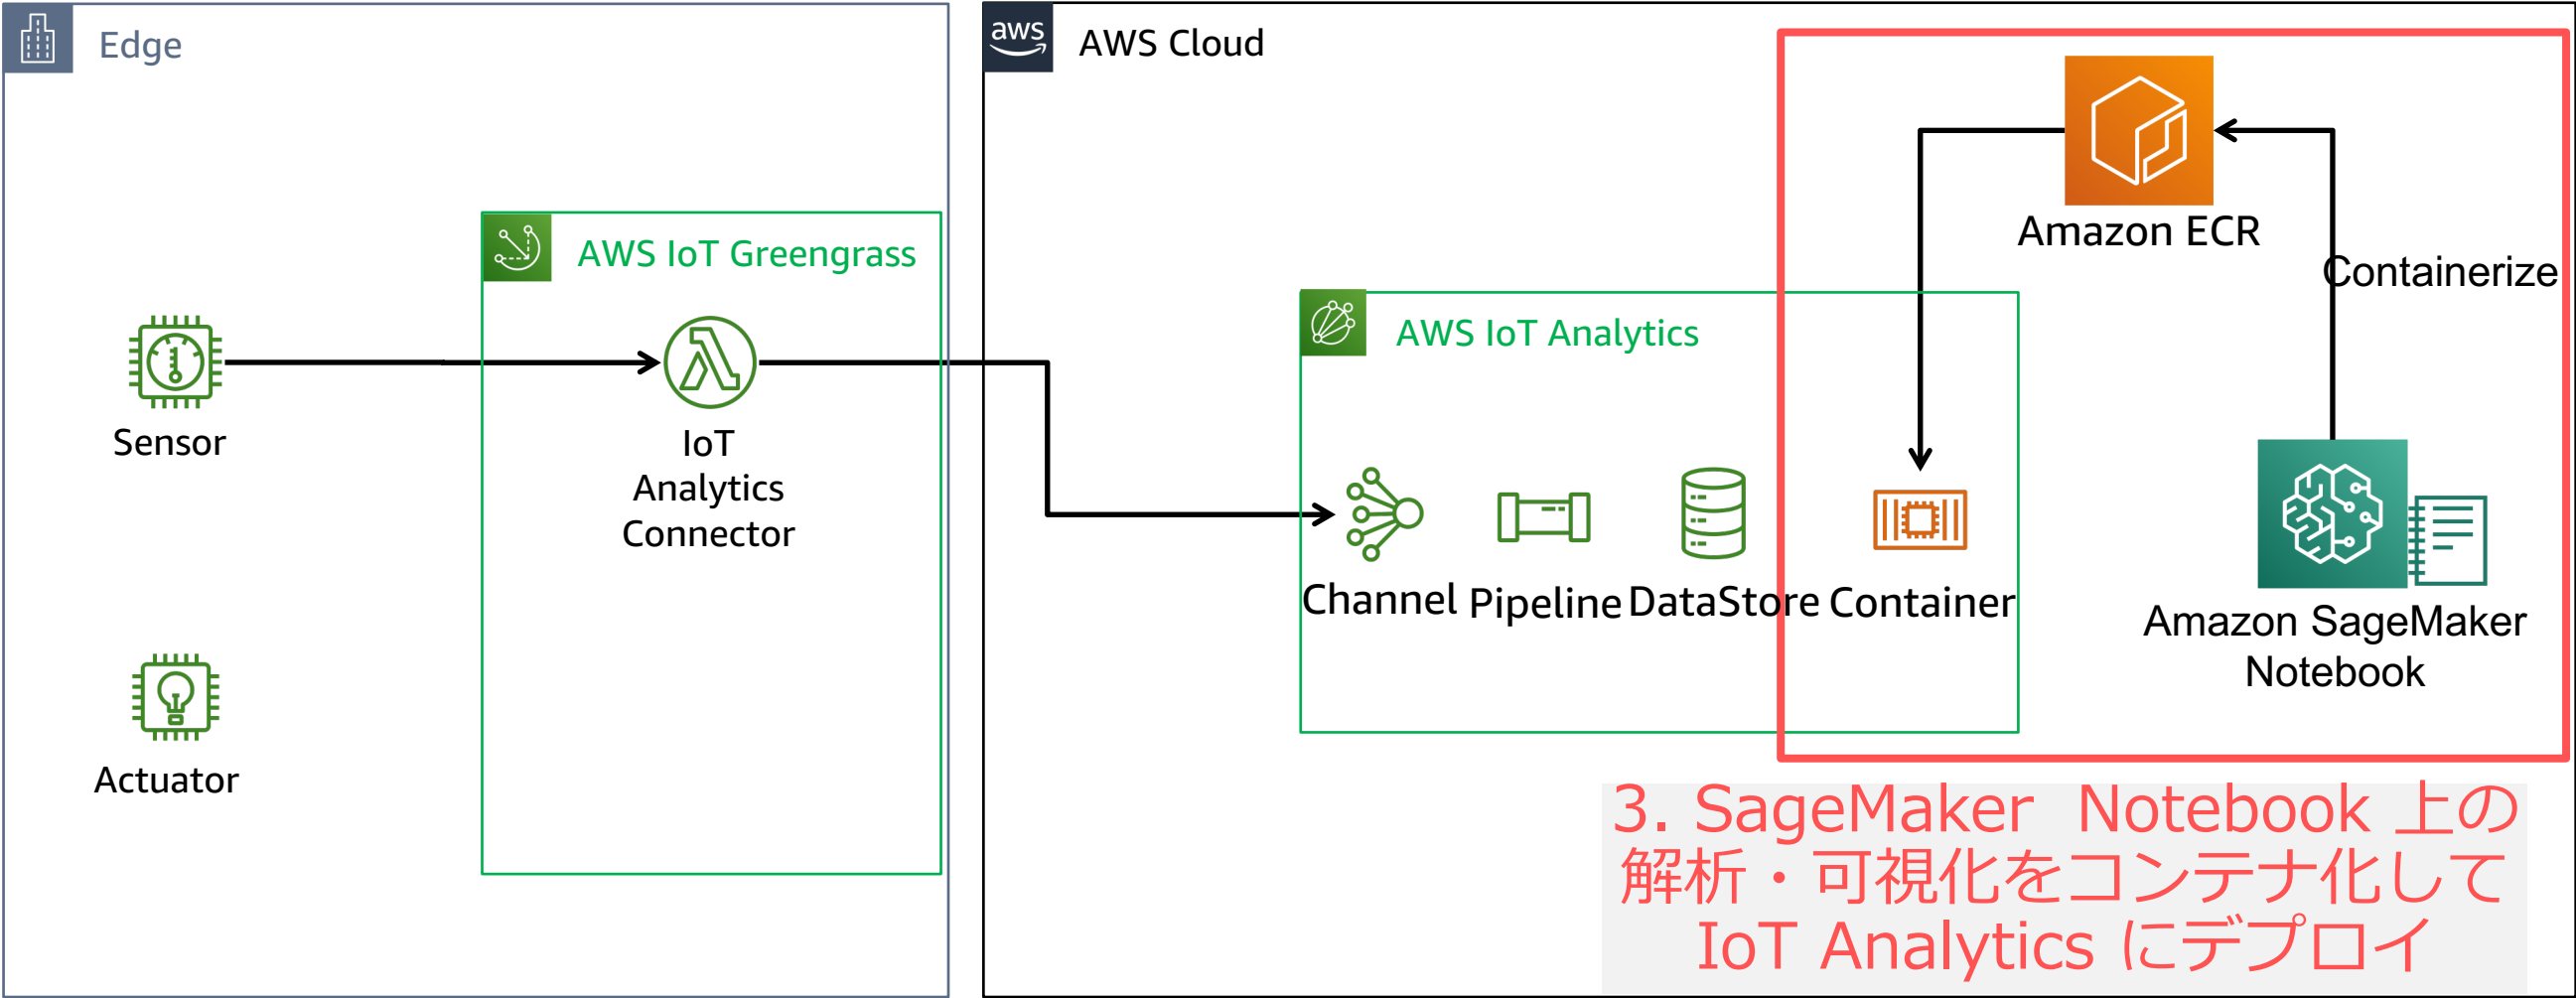 Edge
AWS IoT Greengrass
Sensor
IoT
Analytics
Connector
Actuator
aws
AWS Cloud
Amazon ECR
Containerize
AWS IoT Analytics
Channel
Pipeline
DataStore
Container
Amazon SageMaker
Notebook
3. SageMaker Notebook 上の
解析・可視化をコンテナ化して
IoT Analytics にデプロイ